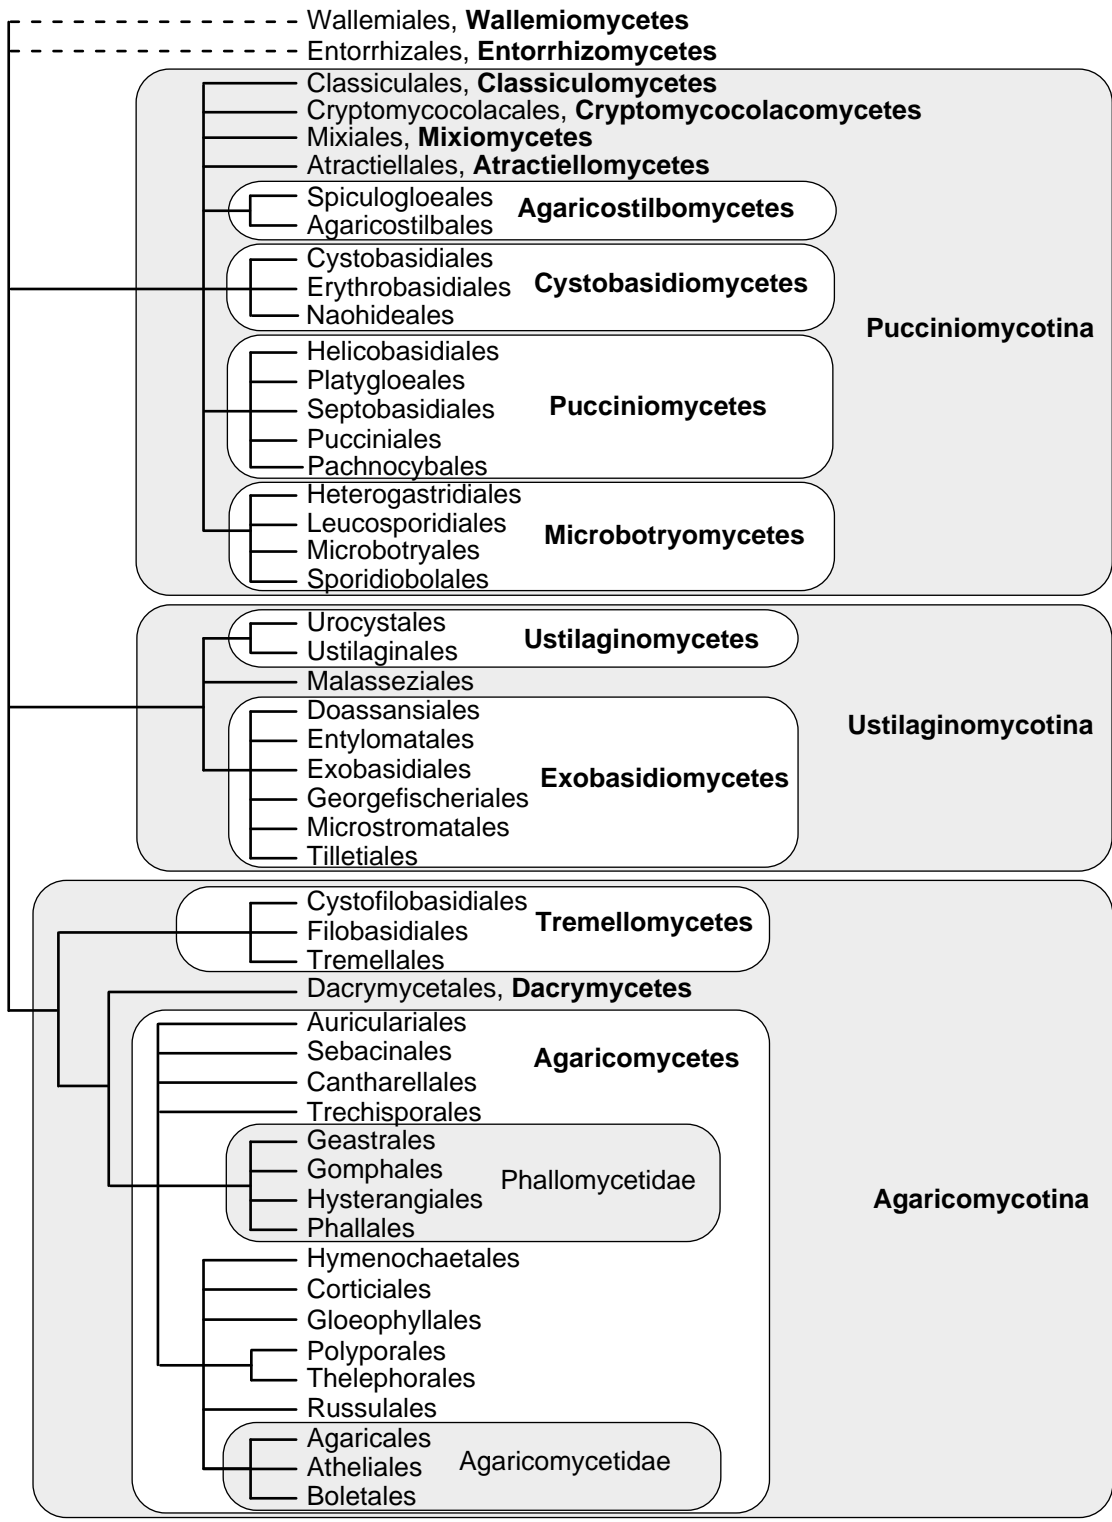 Wallemiales, Wallemiomycetes
Entorrhizales, Entorrhizomycetes
Classiculales, Classiculomycetes
Cryptomycocolacales, Cryptomycocolacomycetes
Mixiales, Mixiomycetes
Atractiellales, Atractiellomycetes
Spiculogloeales
Agaricostilbomycetes
Agaricostilbales
Cystobasidiales
Erythrobasidiales
Cystobasidiomycetes
Naohideales
Pucciniomycotina
Helicobasidiales
Platygloeales
Septobasidiales
Pucciniomycetes
Pucciniales
Pachnocybales
Heterogastridiales
Leucosporidiales
Microbotryomycetes
Microbotryales
Sporidiobolales
Urocystales
Ustilaginomycetes
Ustilaginales
Malasseziales
Doassansiales
Ustilaginomycotina
Entylomatales
Exobasidiales
Exobasidiomycetes
Georgefischeriales
Microstromatales
Tilletiales
Cystofilobasidiales
Tremellomycetes
Filobasidiales
Tremellales
Dacrymycetales, Dacrymycetes
Auriculariales
Sebacinales
Agaricomycetes
Cantharellales
Trechisporales
Geastrales
Gomphales
Phallomycetidae
Hysterangiales
Agaricomycotina
Phallales
Hymenochaetales
Corticiales
Gloeophyllales
Polyporales
Thelephorales
Russulales
Agaricales
Agaricomycetidae
Atheliales
Boletales